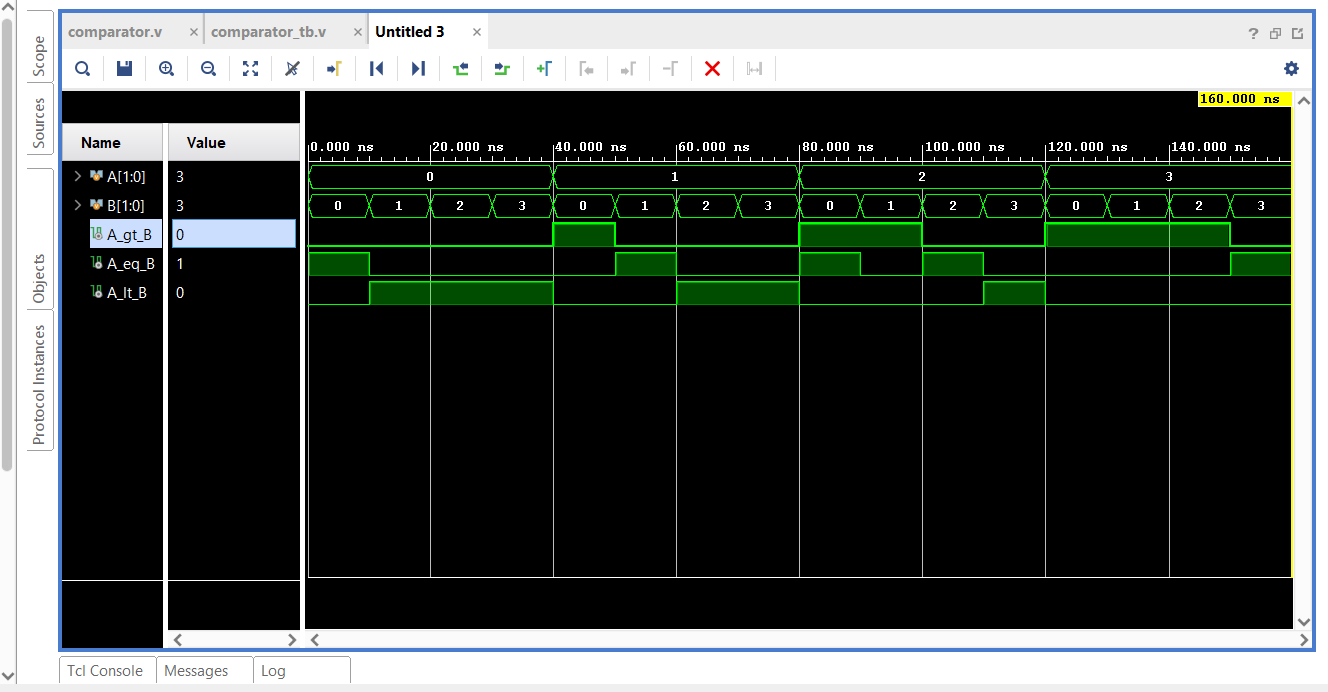 comparator.v × comparator_tb.v × Untitled 3 × ?
Scope
Sources
Objects
Protocol Instances
160.000 ns
Name Value
0.000 ns 20.000 ns 40.000 ns 60.000 ns 80.000 ns 100.000 ns 120.000 ns 140.000 ns
A[1:0] 3 0 1 2 3
B[1:0] 3 0 1 2 3 0 1 2 3 0 1 2 3 0 1 2 3
A_gt_B 0
A_eq_B 1
A_lt_B 0
Tcl Console Messages Log